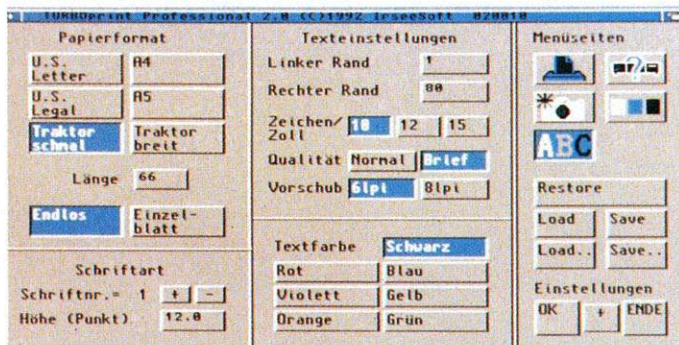 TURBOprint Professional 2.0 (C)1992 IrseeSoft 020010
Papierformat
U.S. Letter
A4
U.S. Legal
A5
Traktor schmal
Traktor breit
Länge 66
Endlos
Einzel-
blatt
Schriftart
Schriftnr.= 1 + -
Höhe (Punkt) 12.0
Texteinstellungen
Linker Rand 1
Rechter Rand 80
Zeichen/
Zoll 10 12 15
Qualität Normal Brief
Vorschub 6lpi 8lpi
Textfarbe Schwarz
Rot Blau
Violett Gelb
Orange Grün
Menüseiten
?
ABC
Restore
Load Save
Load.. Save..
Einstellungen
OK + ENDE